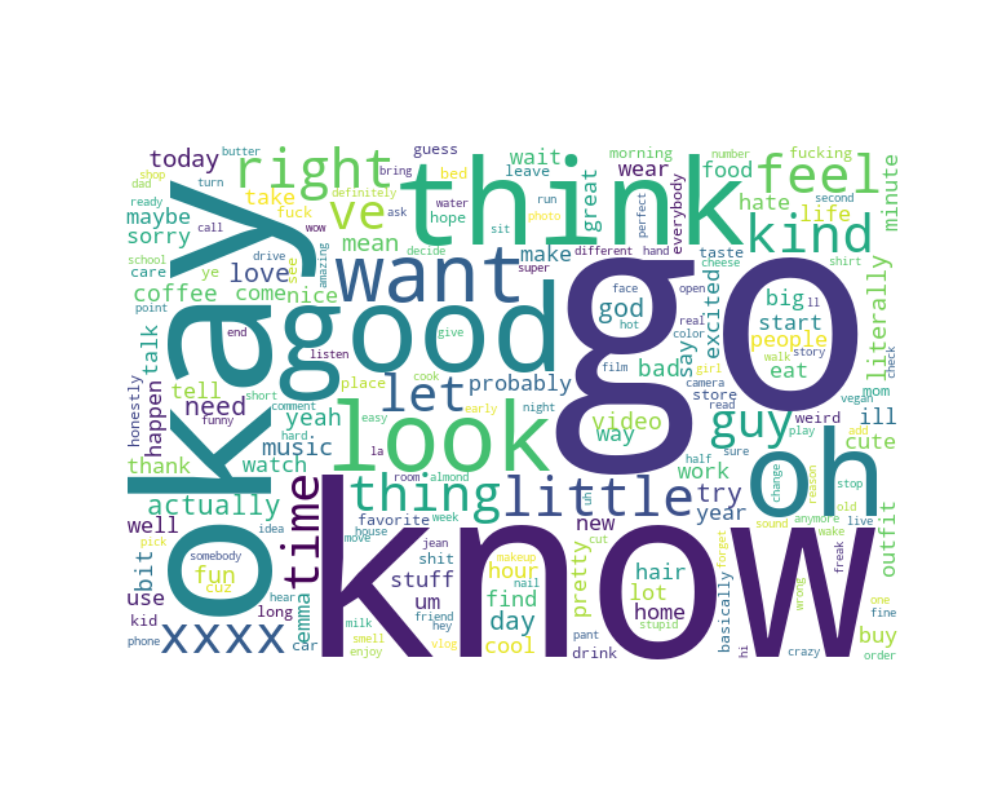 butter
guess
today
right
wait
morning
number
fucking
think
feel
shop
dad
turn
bring
bed
leave
wear
food
minute
ready
take
definitely
water
run
great
hate
second
ve
maybe
fuck
ask
hope
photo
perfect
everybody
life
sorry
call
wow
sit
kind
okay
mean
decide
make
different
hand
taste
shirt
school
drive
see
amazing
want
super
cheese
care
ye
love
go
coffee
come
nice
face
open
excited
big
ll
literally
point
good
god
hot
real
start
talk
end
give
color
say
people
listen
film
bad
girl
walk
story
check
happen
honestly
tell
short
place
cook
probably
camera
eat
mom
let
store
need
comment
easy
early
night
read
vegan
funny
yeah
look
video
way
guy
weird
ill
hard
play
add
cute
music
la
half
sure
thank
watch
room
almond
work
oh
change
reason
stop
actually
thing
little
uh
try
old
time
year
well
favorite
week
new
sound
anymore
live
outfit
idea
house
know
wake
pick
move
jean
cut
bit
somebody
shit
makeup
pretty
forget
freak
fun
stuff
hour
hair
basically
wrong
cuz
nail
lot
use
hear
um
find
home
one
emma
long
kid
friend
day
stupid
fine
milk
hey
xxxx
buy
phone
car
smell
vlog
cool
pant
hi
enjoy
drink
crazy
order